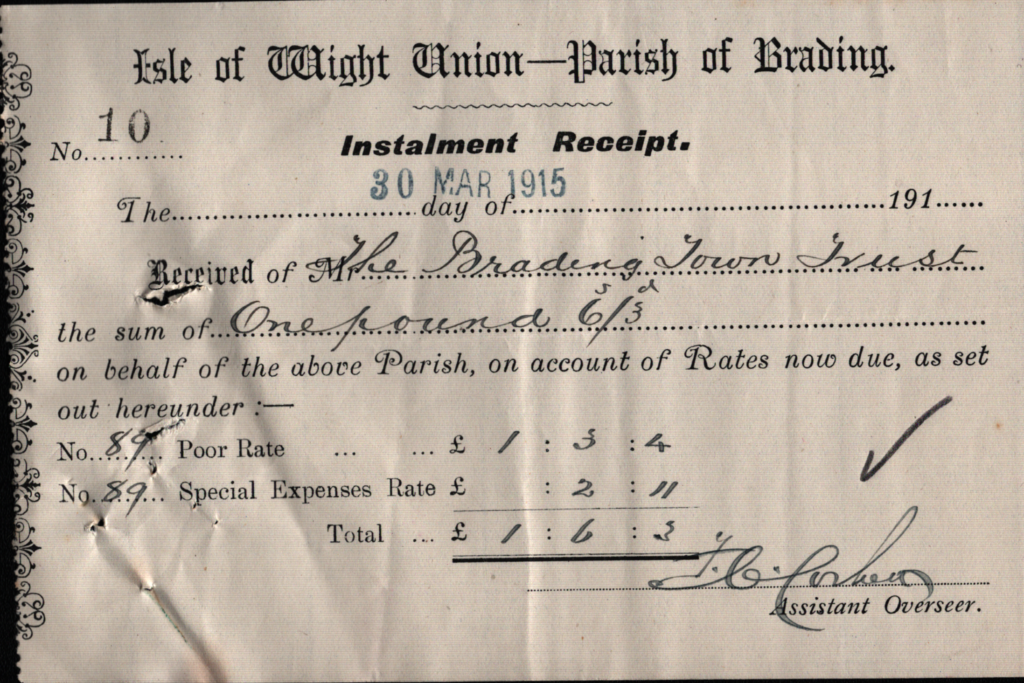 Isle of Wight Union—Parish of Brading.
No. 10
Instalment Receipt.
30 MAR 1915
The ............ day of ............ 191......
Received of Mr The Brading Town Trust
the sum of One pound 6s/3d
on behalf of the above Parish, on account of Rates now due, as set
out hereunder :—
No. 89 Poor Rate ... ... £ 1 : 3 : 4
No. 89 Special Expenses Rate £ : 2 : 11
Total ... £ 1 : 6 : 3
Assistant Overseer.